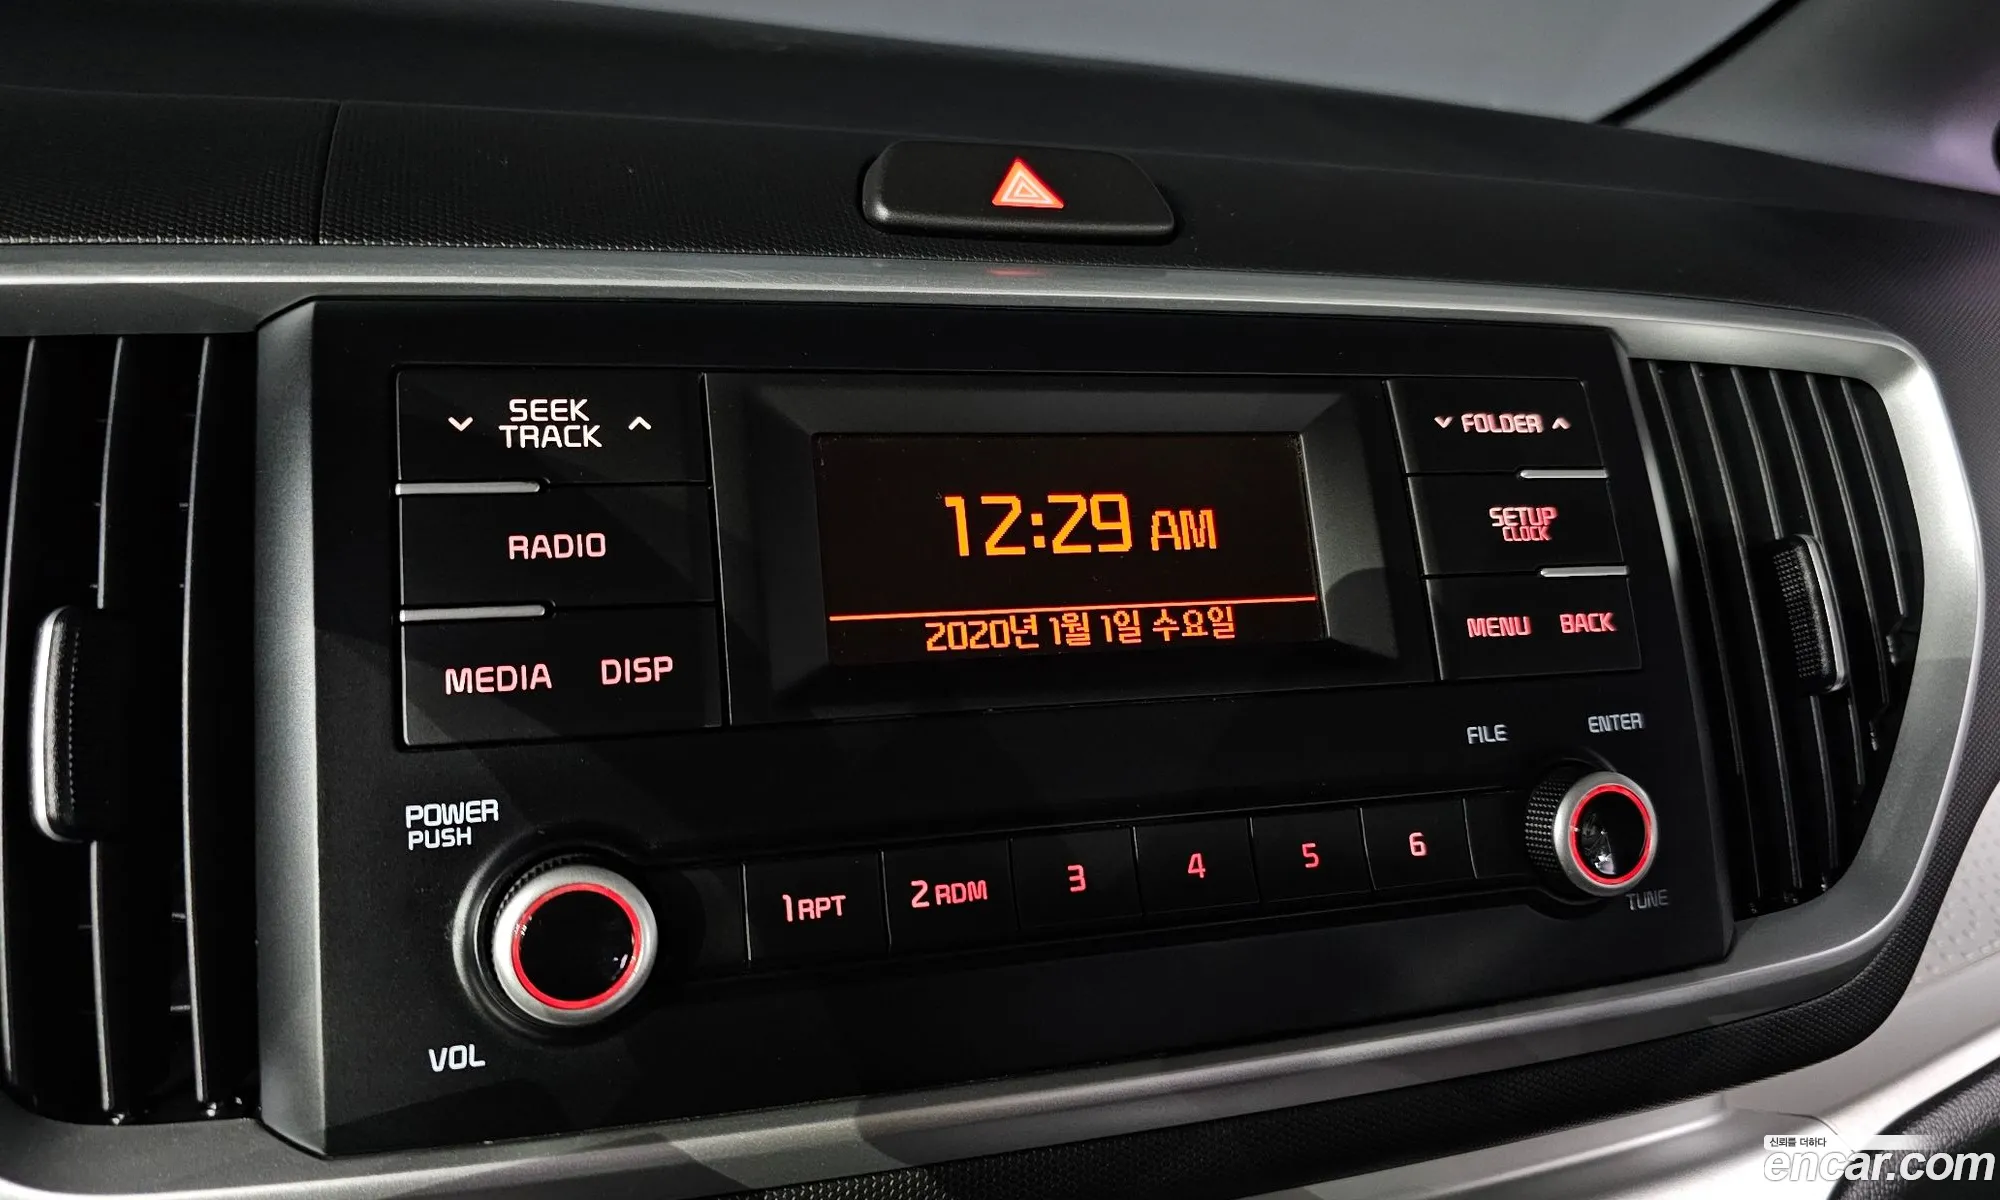 SEEK
TRACK
FOLDER
RADIO
12:29 AM
SETUP
CLOCK
MEDIA DISP
2020년 1월 1일 수요일
MENU BACK
FILE ENTER
POWER
PUSH
1 RPT 2 RDM 3 4 5 6
TUNE
VOL
신뢰를 더하다
encar.com